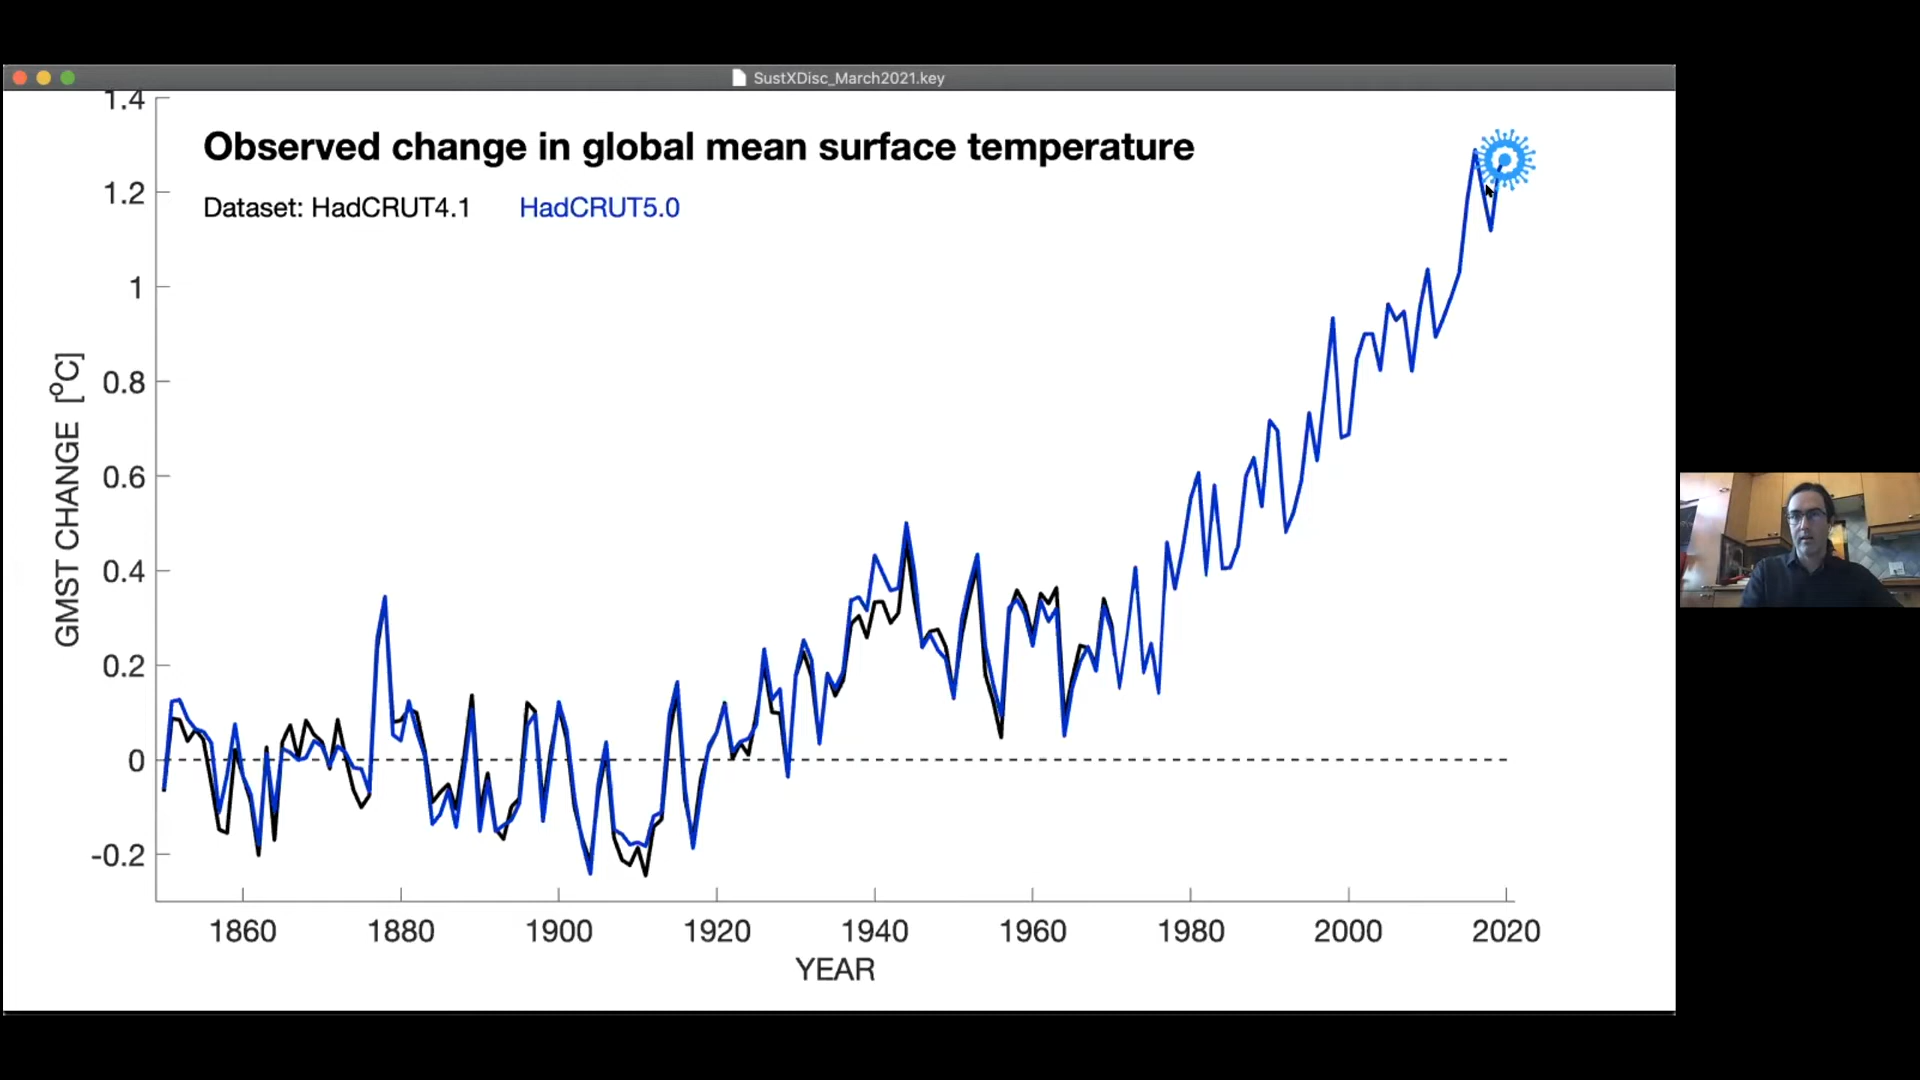 SustXDisc_March2021.key
1.4
Observed change in global mean surface temperature
1.2
Dataset: HadCRUT4.1 HadCRUT5.0
1
0.8
0.6
0.4
0.2
0
-0.2
GMST CHANGE [°C]
1860 1880 1900 1920 1940 1960 1980 2000 2020
YEAR